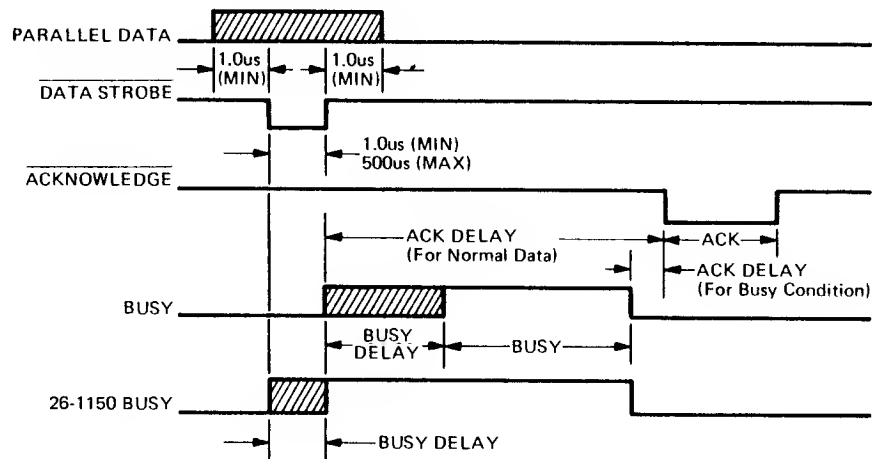 PARALLEL DATA
1.0us
(MIN)
1.0us
(MIN)
DATA STROBE
1.0us (MIN)
500us (MAX)
ACKNOWLEDGE
ACK DELAY
(For Normal Data)
ACK
ACK DELAY
(For Busy Condition)
BUSY
BUSY
DELAY
BUSY
26-1150 BUSY
BUSY DELAY